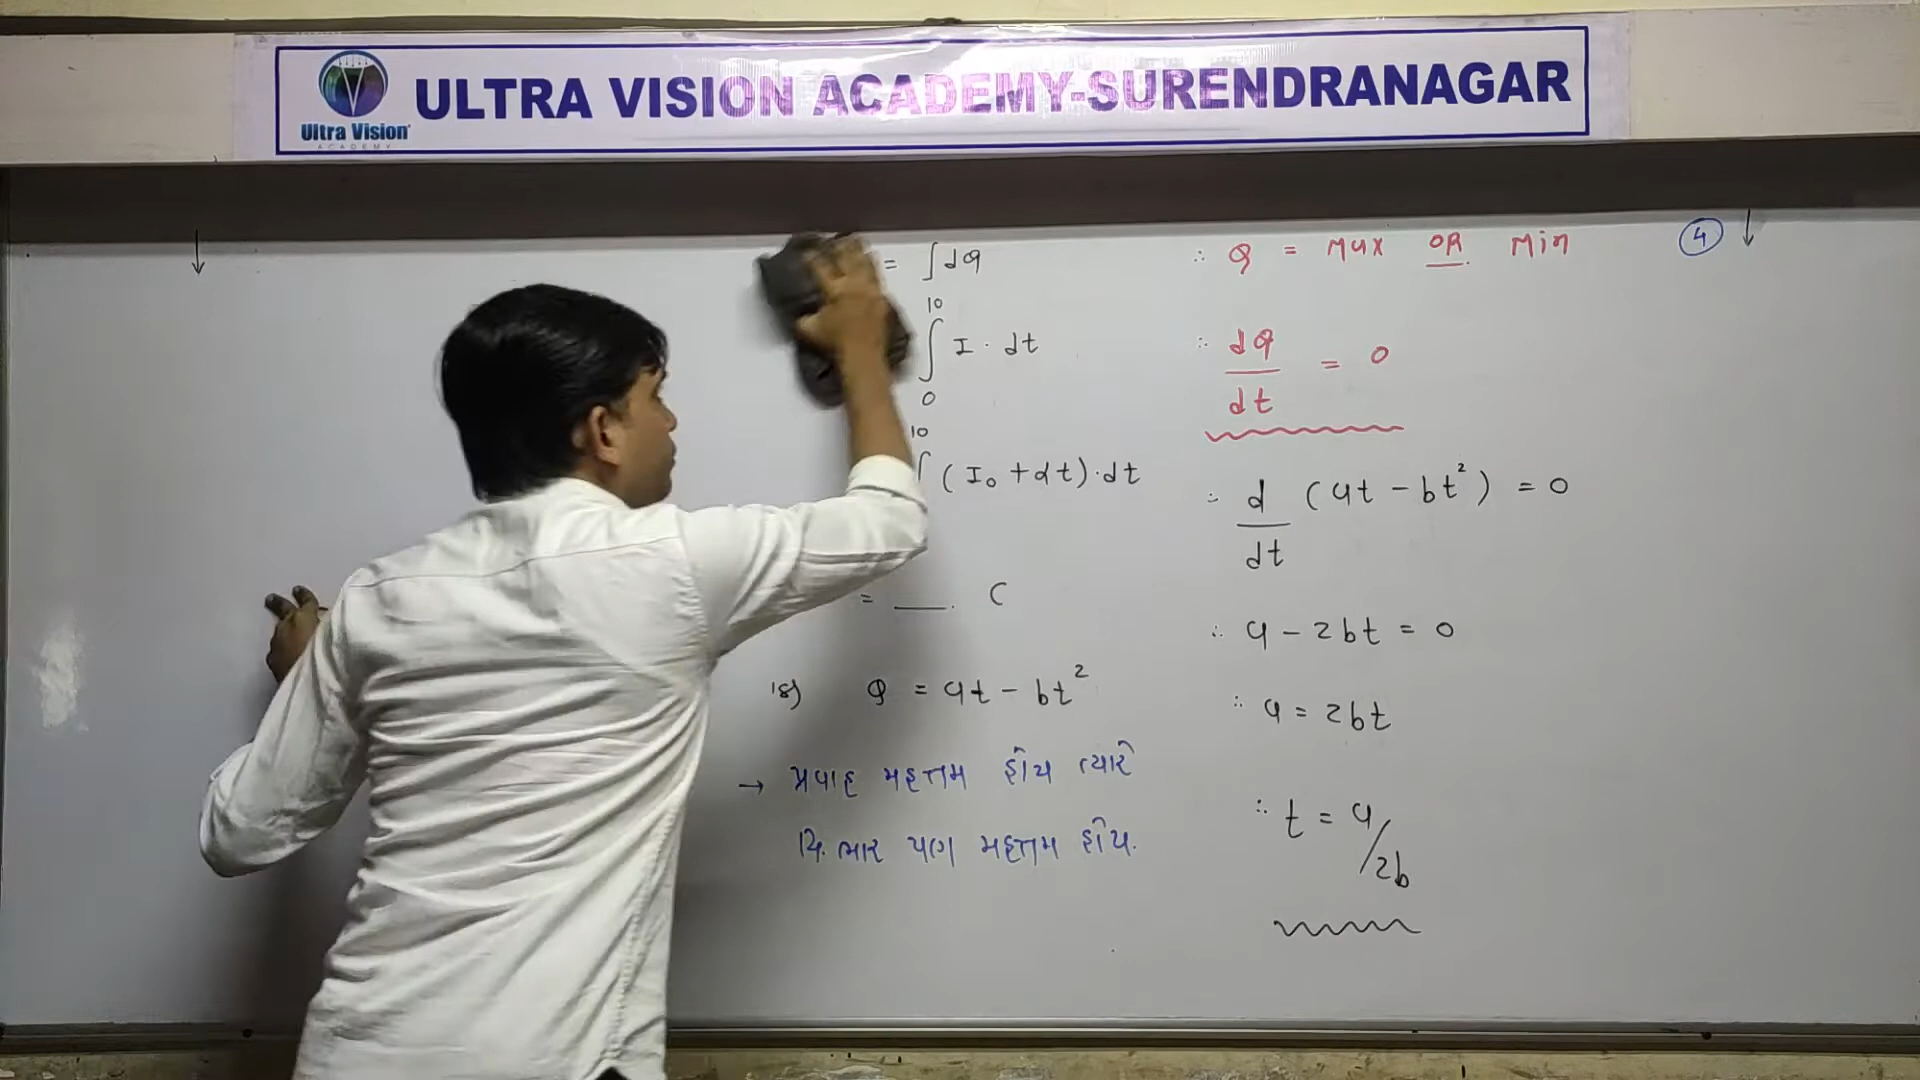 ULTRA VISION ACADEMY-SURENDRANAGAR
Ultra Vision
ACADEMY
= ∫ dQ
10
∫ I · dt
0
10
∫ (I₀ + αt) · dt
= ___ . C
18) Q = at - bt²
→ પ્રવાહ મહત્તમ હોય ત્યારે
વિ.ભાર પણ મહત્તમ હોય.
∴ Q = Max OR Min
4
∴ dQ/dt = 0
∴ d/dt (at - bt²) = 0
∴ a - 2bt = 0
∴ a = 2bt
∴ t = a/2b